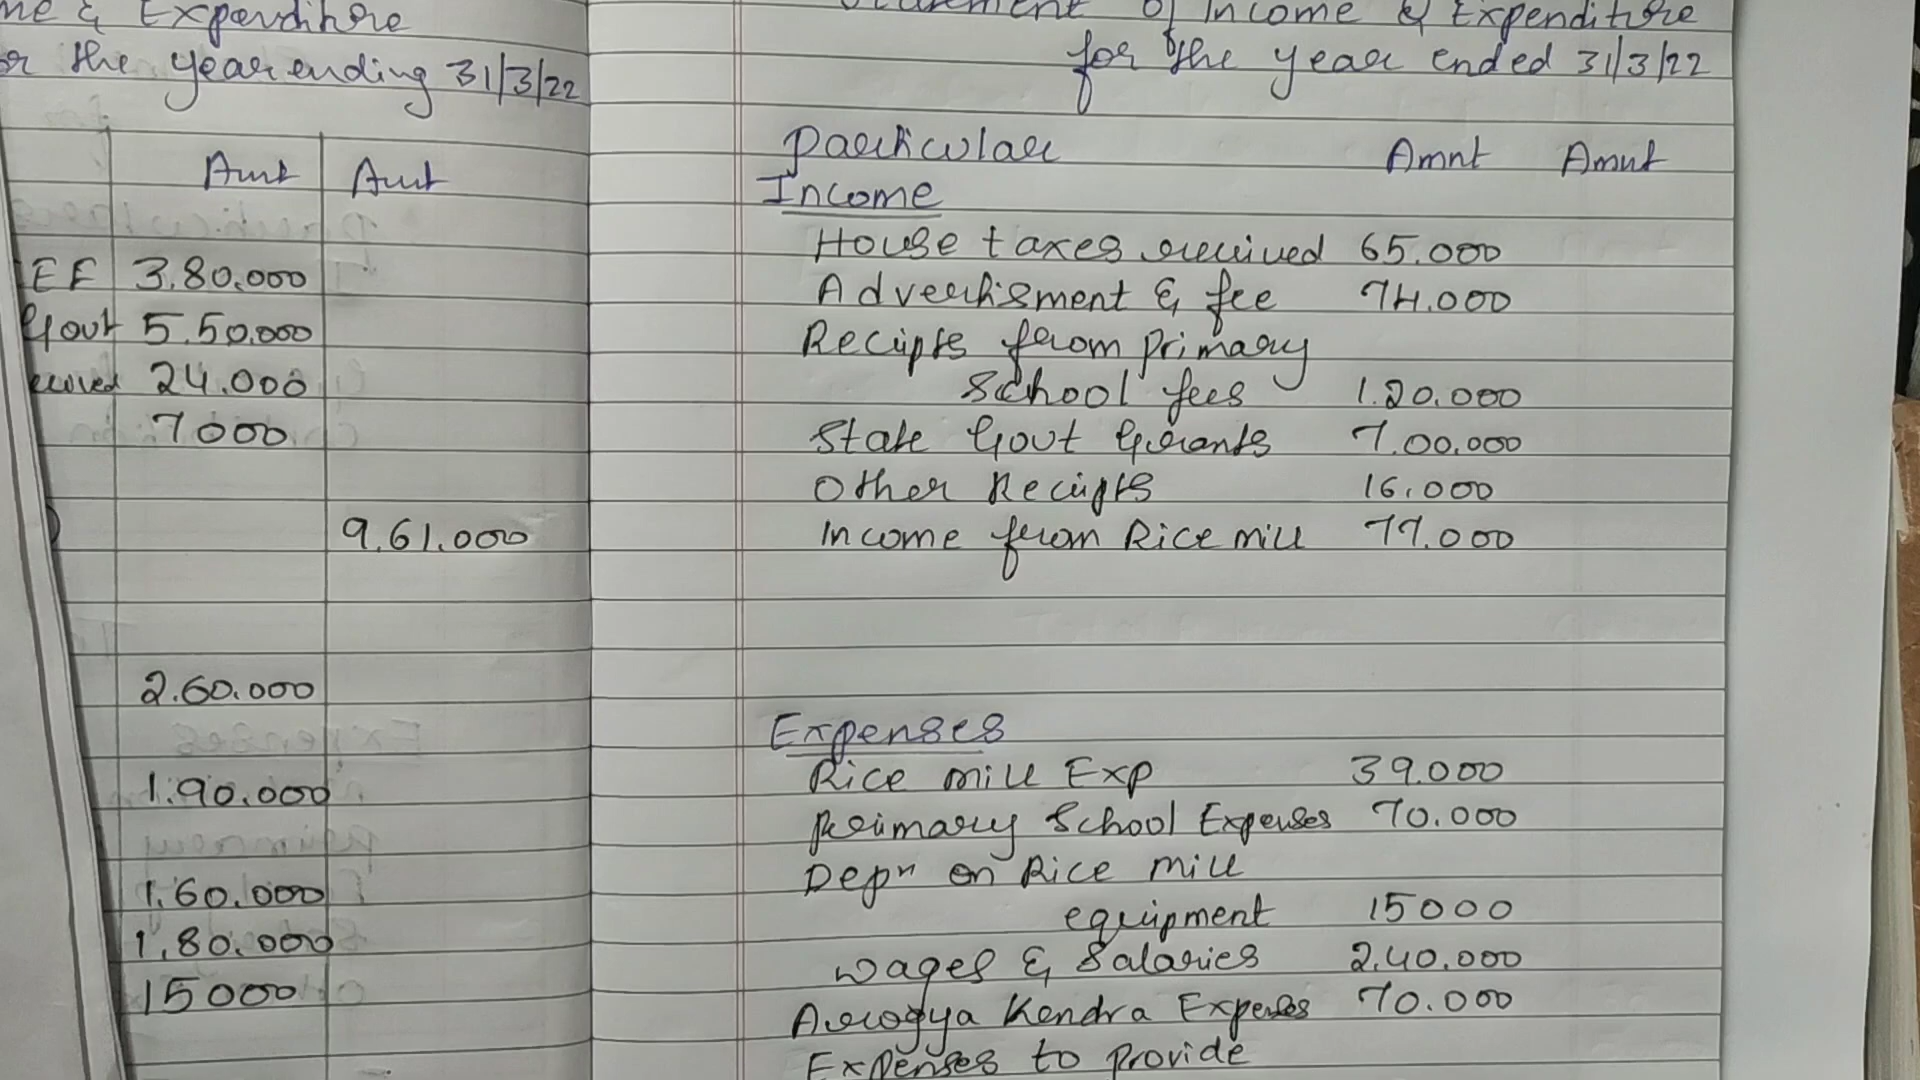 & Expenditure
the year ending 31/3/22
Amt Amt
3,80,000
Govt 5.50,000
24.000
7000
9.61.000
2.60.000
1.90.000
1,60.000
1,80.000
15000
Statement of Income & Expenditure
for the year ended 31/3/22
Particular Amnt Amnt
Income
House taxes received 65.000
Advertisment & fee 74.000
Recipts from primary
School fees 1.20.000
State Govt Grants 7.00.000
Other Recipts 16.000
Income from Rice mill 77.000
Expenses
Rice mill Exp 39.000
Primary School Expenses 70.000
Depn on Rice mill
equipment 15000
Wages & Salaries 2,40.000
Arogya Kendra Expenses 70.000
Expenses to provide